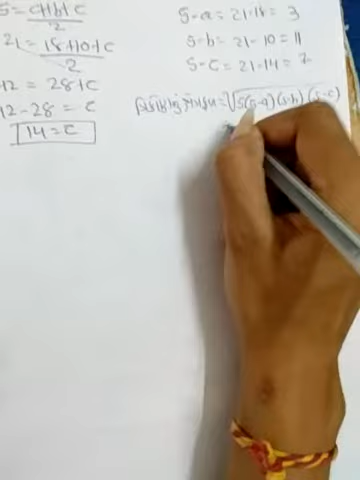 S = a+b+c / 2
21 = 18+10+c / 2
42 = 28+c
42-28 = c
14 = c
S-a = 21-18 = 3
S-b = 21-10 = 11
S-c = 21-14 = 7
= √S(S-a)(S-b)(S-c)